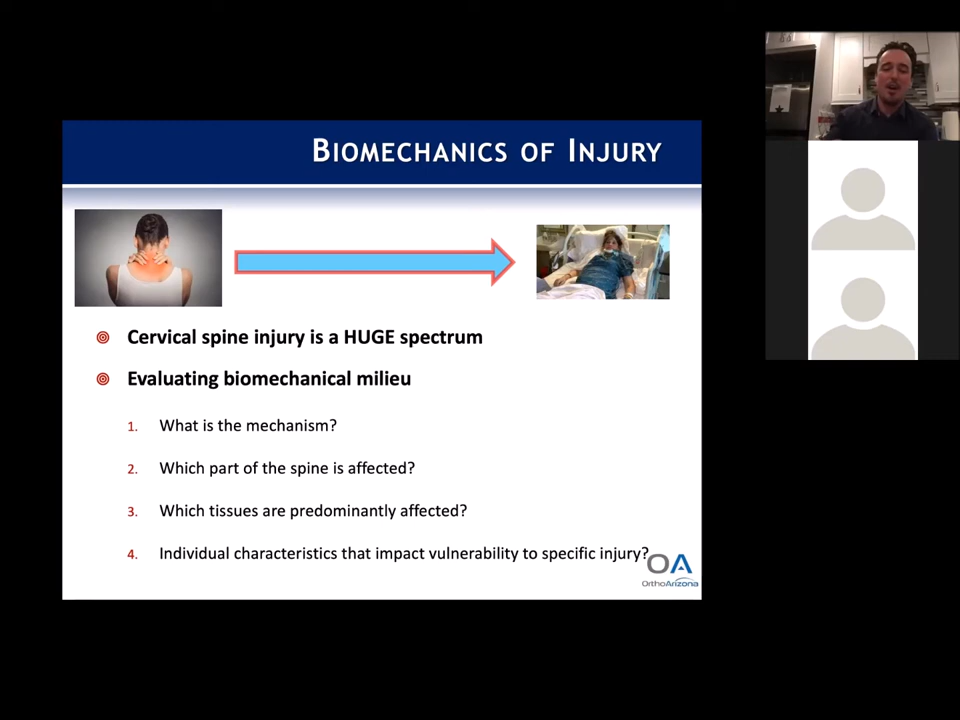 BIOMECHANICS OF INJURY
Cervical spine injury is a HUGE spectrum
Evaluating biomechanical milieu
1. What is the mechanism?
2. Which part of the spine is affected?
3. Which tissues are predominantly affected?
4. Individual characteristics that impact vulnerability to specific injury?
OA
OrthoArizona